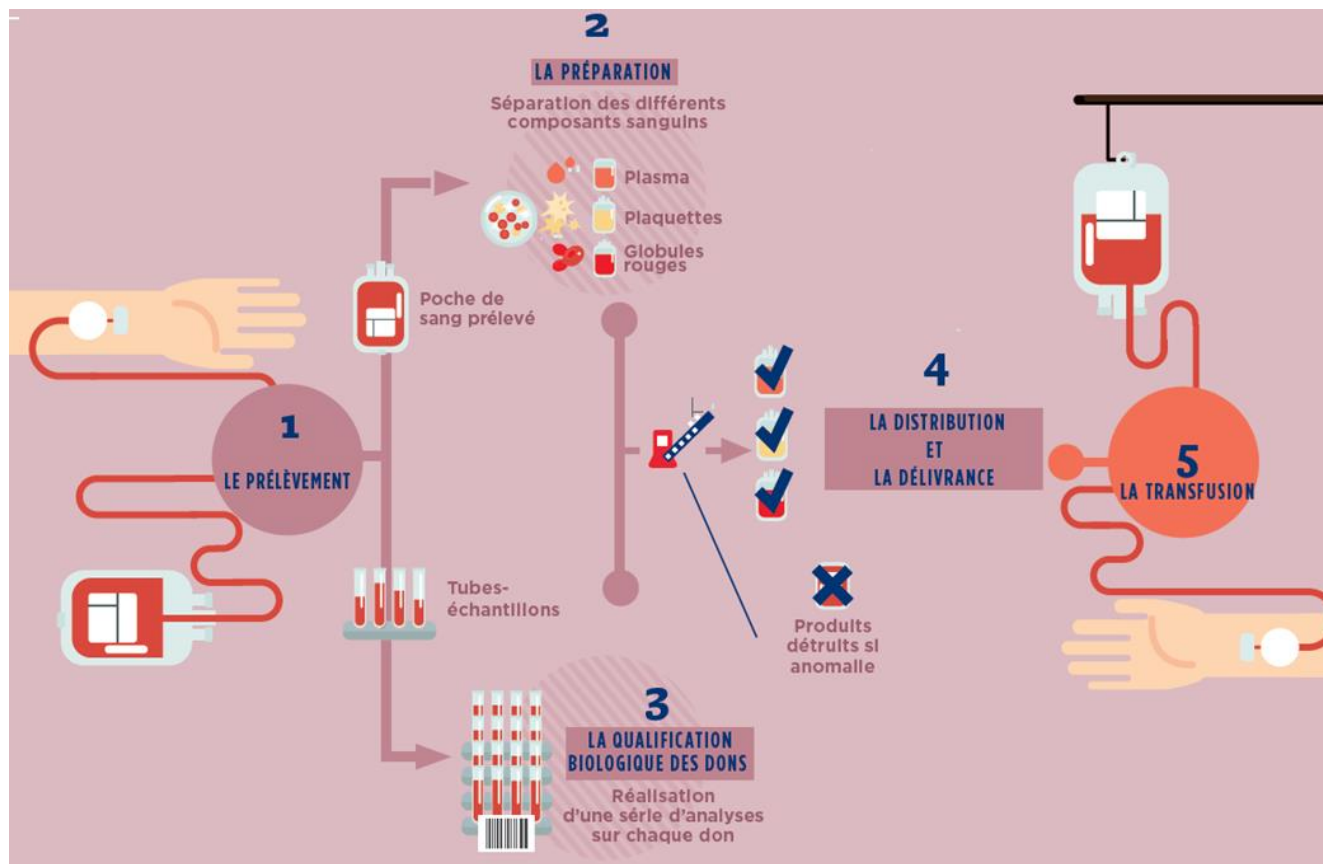 1
LE PRÉLÈVEMENT
Poche de
sang prélevé
Tubes-
échantillons
2
LA PRÉPARATION
Séparation des différents
composants sanguins
Plasma
Plaquettes
Globules
rouges
3
LA QUALIFICATION
BIOLOGIQUE DES DONS
Réalisation
d'une série d'analyses
sur chaque don
Produits
détruits si
anomalie
4
LA DISTRIBUTION
ET
LA DÉLIVRANCE
5
LA TRANSFUSION